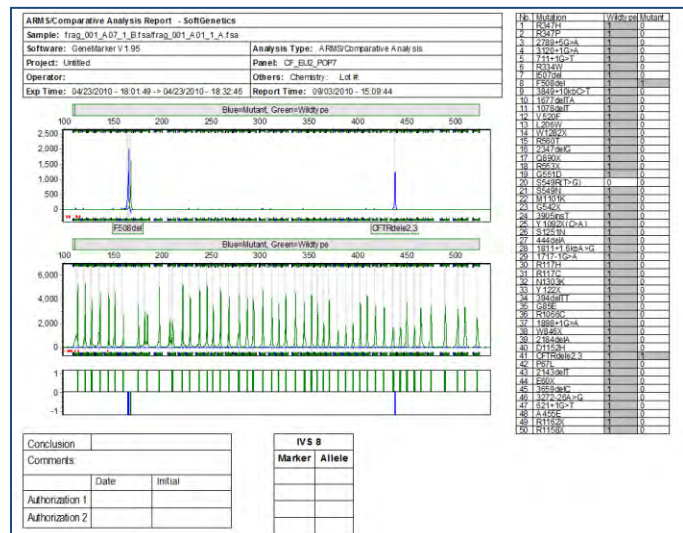 ARMS/Comparative Analysis Report - SoftGenetics
Sample: frag_001_A07_1_B.fsa/frag_001_A01_1_A.fsa
Software: GeneMarker V 1.95 Analysis Type: ARMS/Comparative Analysis
Project: Untitled Panel: CF_EU2_POP7
Operator: Others: Chemistry: Lot #:
Exp Time: 04/23/2010 - 18:01:49 -> 04/23/2010 - 18:32:46 Report Time: 09/03/2010 - 15:09:44
Blue=Mutant, Green=Wildtype
100 150 200 250 300 350 400 450 500
2,500
2,000
1,500
1,000
500
0
F508del CFTRdele2,3
Blue=Mutant, Green=Wildtype
100 150 200 250 300 350 400 450 500
6,000
4,000
2,000
0
1
0
-1
Conclusion
Comments:
Date Initial
Authorization 1
Authorization 2
IVS 8
Marker Allele
No. Mutation Wildtype Mutant
1 R347H 1 0
2 R347P 1 0
3 2789+5G>A 1 0
4 3120+1G>A 1 0
5 711+1G>T 1 0
6 R334W 1 0
7 I507del 1 0
8 F508del 1 1
9 3849+10kbC>T 1 0
10 1677delTA 1 0
11 1078delT 1 0
12 V520F 1 0
13 L206W 1 0
14 W1282X 1 0
15 R560T 1 0
16 2347delG 1 0
17 Q890X 1 0
18 R553X 1 0
19 G551D 1 0
20 S549R(T>G) 0 0
21 S549N 1 0
22 M1101K 1 0
23 G542X 1 0
24 3905insT 1 0
25 Y1092X(C>A) 1 0
26 S1251N 1 0
27 444delA 1 0
28 1811+1.6kbA>G 1 0
29 1717-1G>A 1 0
30 R117H 1 0
31 R117C 1 0
32 N1303K 1 0
33 Y122X 1 0
34 394delTT 1 0
35 G85E 1 0
36 R1066C 1 0
37 1898+1G>A 1 0
38 W846X 1 0
39 2184delA 1 0
40 D1152H 1 0
41 CFTRdele2,3 1 1
42 P67L 1 0
43 2143delT 1 0
44 E60X 1 0
45 3659delC 1 0
46 3272-26A>G 1 0
47 621+1G>T 1 0
48 A455E 1 0
49 R1162X 1 0
50 R1158X 1 0